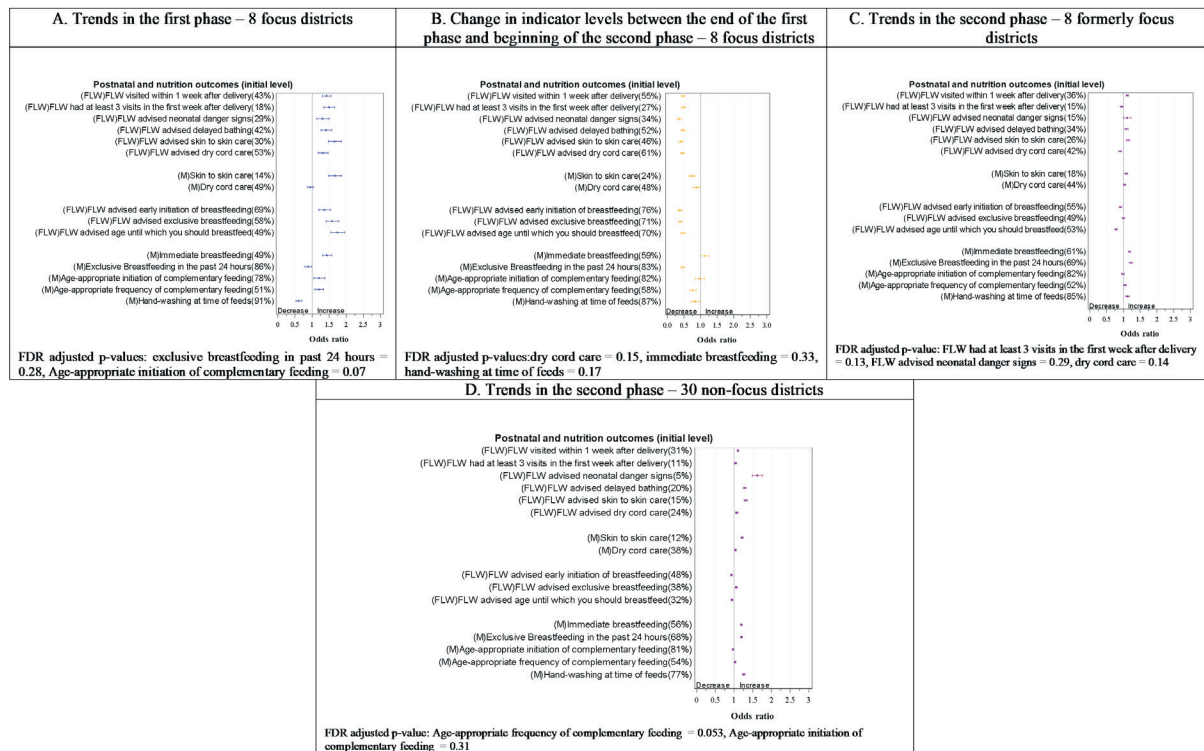 A. Trends in the first phase – 8 focus districts
Postnatal and nutrition outcomes (initial level)
(FLW)FLW visited within 1 week after delivery(43%)
(FLW)FLW had at least 3 visits in the first week after delivery(18%)
(FLW)FLW advised neonatal danger signs(29%)
(FLW)FLW advised delayed bathing(42%)
(FLW)FLW advised skin to skin care(30%)
(FLW)FLW advised dry cord care(53%)
(M)Skin to skin care(14%)
(M)Dry cord care(49%)
(FLW)FLW advised early initiation of breastfeeding(69%)
(FLW)FLW advised exclusive breastfeeding(58%)
(FLW)FLW advised age until which you should breastfeed(49%)
(M)Immediate breastfeeding(49%)
(M)Exclusive Breastfeeding in the past 24 hours(86%)
(M)Age-appropriate initiation of complementary feeding(78%)
(M)Age-appropriate frequency of complementary feeding(51%)
(M)Hand-washing at time of feeds(91%)
Decrease Increase
0 0.5 1 1.5 2 2.5 3.0
Odds ratio
FDR adjusted p-values: exclusive breastfeeding in past 24 hours =
0.28, Age-appropriate initiation of complementary feeding = 0.07
B. Change in indicator levels between the end of the first
phase and beginning of the second phase – 8 focus districts
Postnatal and nutrition outcomes (initial level)
(FLW)FLW visited within 1 week after delivery(55%)
(FLW)FLW had at least 3 visits in the first week after delivery(27%)
(FLW)FLW advised neonatal danger signs(34%)
(FLW)FLW advised delayed bathing(52%)
(FLW)FLW advised skin to skin care(46%)
(FLW)FLW advised dry cord care(61%)
(M)Skin to skin care(24%)
(M)Dry cord care(48%)
(FLW)FLW advised early initiation of breastfeeding(76%)
(FLW)FLW advised exclusive breastfeeding(71%)
(FLW)FLW advised age until which you should breastfeed(70%)
(M)Immediate breastfeeding(59%)
(M)Exclusive Breastfeeding in the past 24 hours(83%)
(M)Age-appropriate initiation of complementary feeding(82%)
(M)Age-appropriate frequency of complementary feeding(58%)
(M)Hand-washing at time of feeds(87%)
Decrease Increase
0 0.5 1 1.5 2 2.5 3.0
Odds ratio
FDR adjusted p-values:dry cord care = 0.15, immediate breastfeeding = 0.33,
hand-washing at time of feeds = 0.17
C. Trends in the second phase – 8 formerly focus
districts
Postnatal and nutrition outcomes (initial level)
(FLW)FLW visited within 1 week after delivery(36%)
(FLW)FLW had at least 3 visits in the first week after delivery(15%)
(FLW)FLW advised neonatal danger signs(15%)
(FLW)FLW advised delayed bathing(34%)
(FLW)FLW advised skin to skin care(26%)
(FLW)FLW advised dry cord care(42%)
(M)Skin to skin care(18%)
(M)Dry cord care(44%)
(FLW)FLW advised early initiation of breastfeeding(55%)
(FLW)FLW advised exclusive breastfeeding(49%)
(FLW)FLW advised age until which you should breastfeed(53%)
(M)Immediate breastfeeding(61%)
(M)Exclusive Breastfeeding in the past 24 hours(69%)
(M)Age-appropriate initiation of complementary feeding(82%)
(M)Age-appropriate frequency of complementary feeding(52%)
(M)Hand-washing at time of feeds(85%)
Decrease Increase
0 0.5 1 1.5 2 2.5 3.0
Odds ratio
FDR adjusted p-value: FLW had at least 3 visits in the first week after delivery
= 0.13, FLW advised neonatal danger signs = 0.29, dry cord care = 0.14
D. Trends in the second phase – 30 non-focus districts
Postnatal and nutrition outcomes (initial level)
(FLW)FLW visited within 1 week after delivery(31%)
(FLW)FLW had at least 3 visits in the first week after delivery(11%)
(FLW)FLW advised neonatal danger signs(5%)
(FLW)FLW advised delayed bathing(20%)
(FLW)FLW advised skin to skin care(15%)
(FLW)FLW advised dry cord care(24%)
(M)Skin to skin care(12%)
(M)Dry cord care(38%)
(FLW)FLW advised early initiation of breastfeeding(48%)
(FLW)FLW advised exclusive breastfeeding(38%)
(FLW)FLW advised age until which you should breastfeed(32%)
(M)Immediate breastfeeding(56%)
(M)Exclusive Breastfeeding in the past 24 hours(68%)
(M)Age-appropriate initiation of complementary feeding(81%)
(M)Age-appropriate frequency of complementary feeding(54%)
(M)Hand-washing at time of feeds(77%)
Decrease Increase
0 0.5 1 1.5 2 2.5 3.0
Odds ratio
FDR adjusted p-value: Age-appropriate frequency of complementary feeding = 0.053, Age-appropriate initiation of
complementary feeding = 0.31